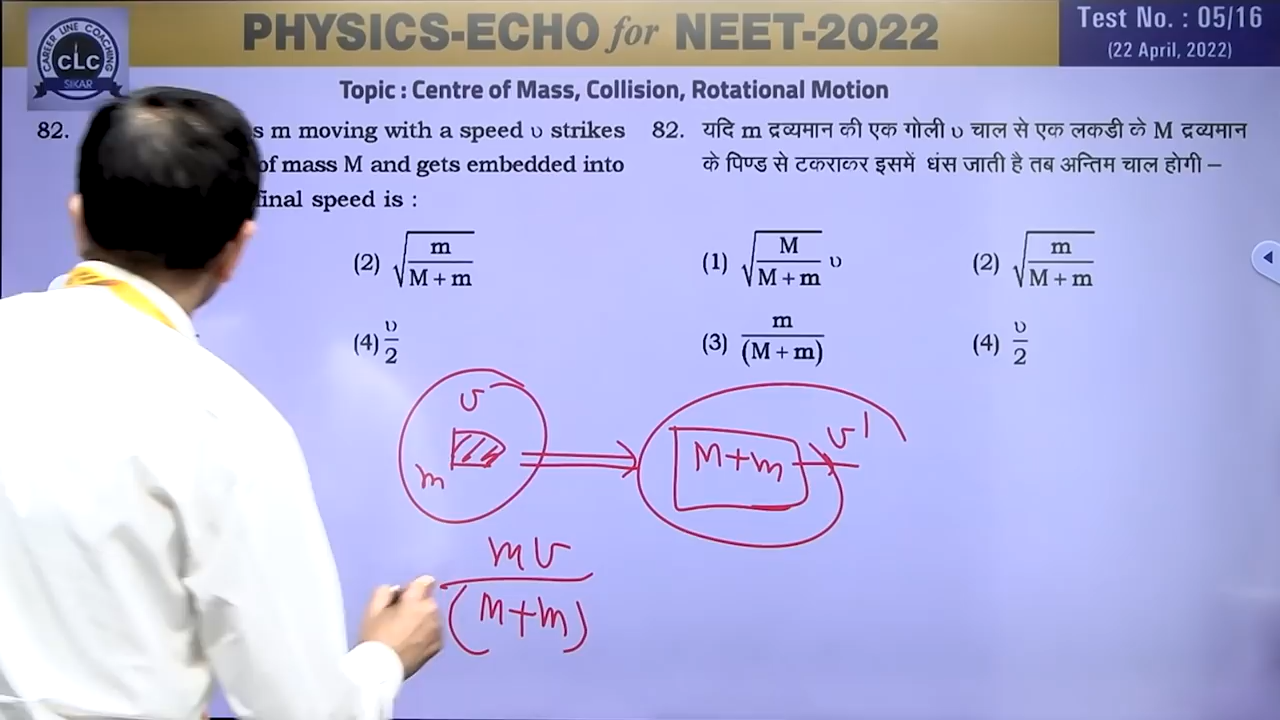 PHYSICS-ECHO for NEET-2022
Test No. : 05/16
(22 April, 2022)
CAREER LINE COACHING
CLC
SIKAR
Topic : Centre of Mass, Collision, Rotational Motion
82. s m moving with a speed υ strikes
of mass M and gets embedded into
final speed is :
(2) √(m/(M + m))
(4) υ/2
82. यदि m द्रव्यमान की एक गोली υ चाल से एक लकडी के M द्रव्यमान
के पिण्ड से टकराकर इसमें धंस जाती है तब अन्तिम चाल होगी –
(1) √(M/(M + m)) υ (2) √(m/(M + m))
(3) m/(M + m) (4) υ/2
v
m
M+m
v'
mv
(M+m)